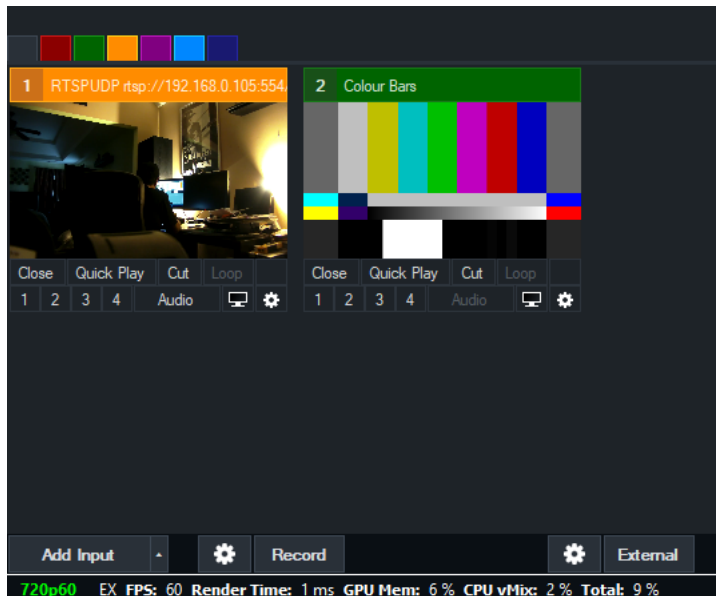 1 RTSPUDP rtsp://192.168.0.105:554/
2 Colour Bars
Close Quick Play Cut Loop
1 2 3 4 Audio
Close Quick Play Cut Loop
1 2 3 4 Audio
Add Input Record External
720p60 EX FPS: 60 Render Time: 1 ms GPU Mem: 6 % CPU vMix: 2 % Total: 9 %